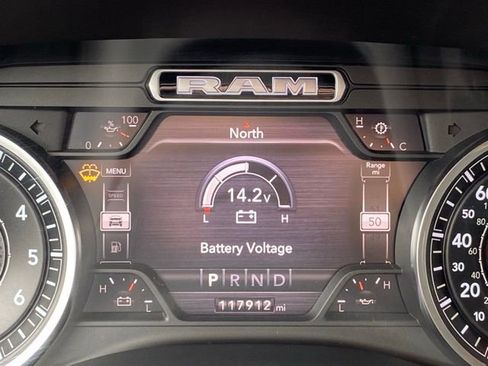 RAM
100
0
North
H
C
MENU
SPEED
14.2v
L H
Battery Voltage
Range
mi
50
P R N D
117912 mi
H
L
H
L
4
5
6
60
50
40
30
20
10